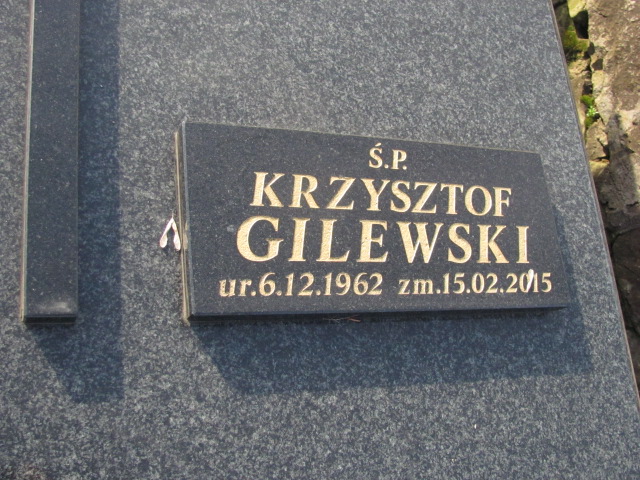 Ś.P.
KRZYSZTOF
GILEWSKI
ur.6.12.1962 zm.15.02.2015